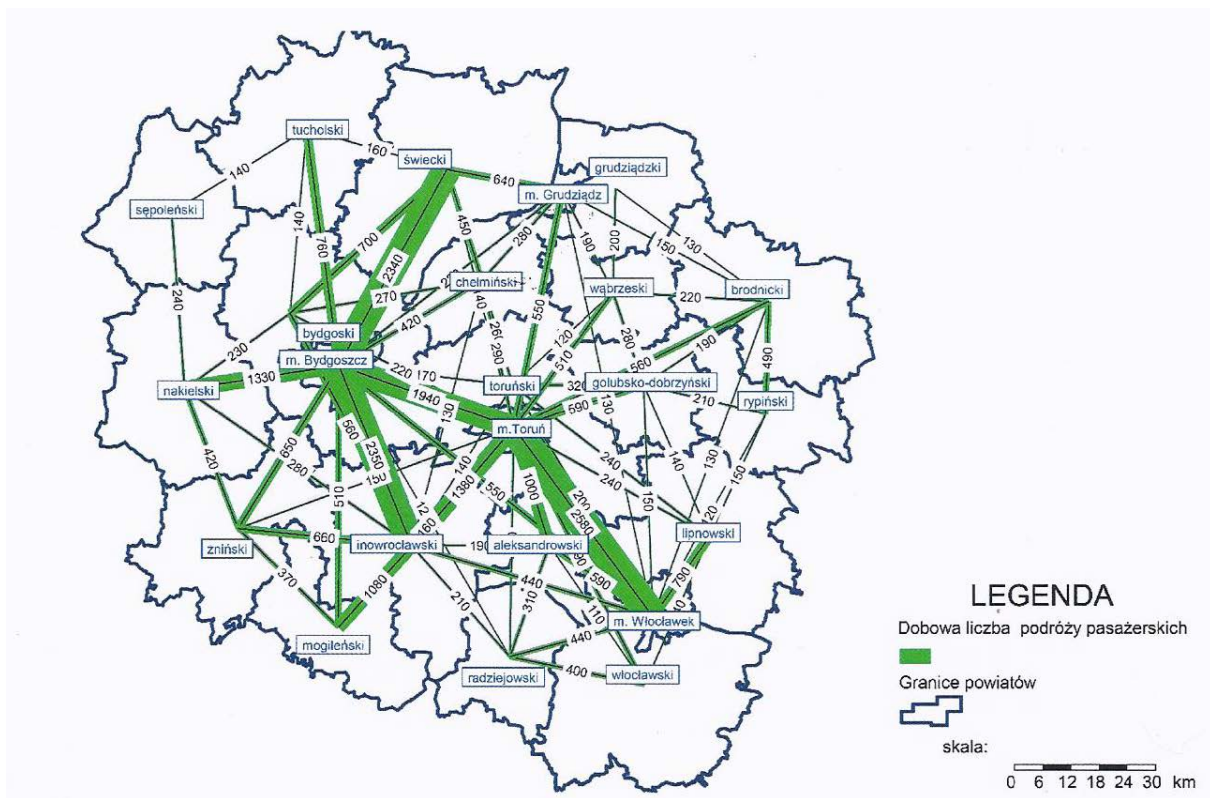 tucholski
160
świecki
grudziądzki
640
m. Grudziądz
140
sępoleński
140
700
760
450
280
190
200
150
130
2340
240
chełmiński
wąbrzeski
220
brodnicki
270
420
550
230
bydgoski
120
510
280
190
560
490
290
m. Bydgoszcz
220
170
toruński
320
golubsko-dobrzyński
1330
nakielski
1940
590
130
210
rypiński
m.Toruń
560
130
420
650
280
2350
150
510
140
1380
550
1000
240
240
140
130
150
150
200
2580
żniński
660
inowrocławski
190
aleksandrowski
lipnowski
370
1080
440
590
790
210
310
110
m. Włocławek
mogileński
440
radziejowski
400
włocławski
LEGENDA
Dobowa liczba podróży pasażerskich
Granice powiatów
skala:
0 6 12 18 24 30 km